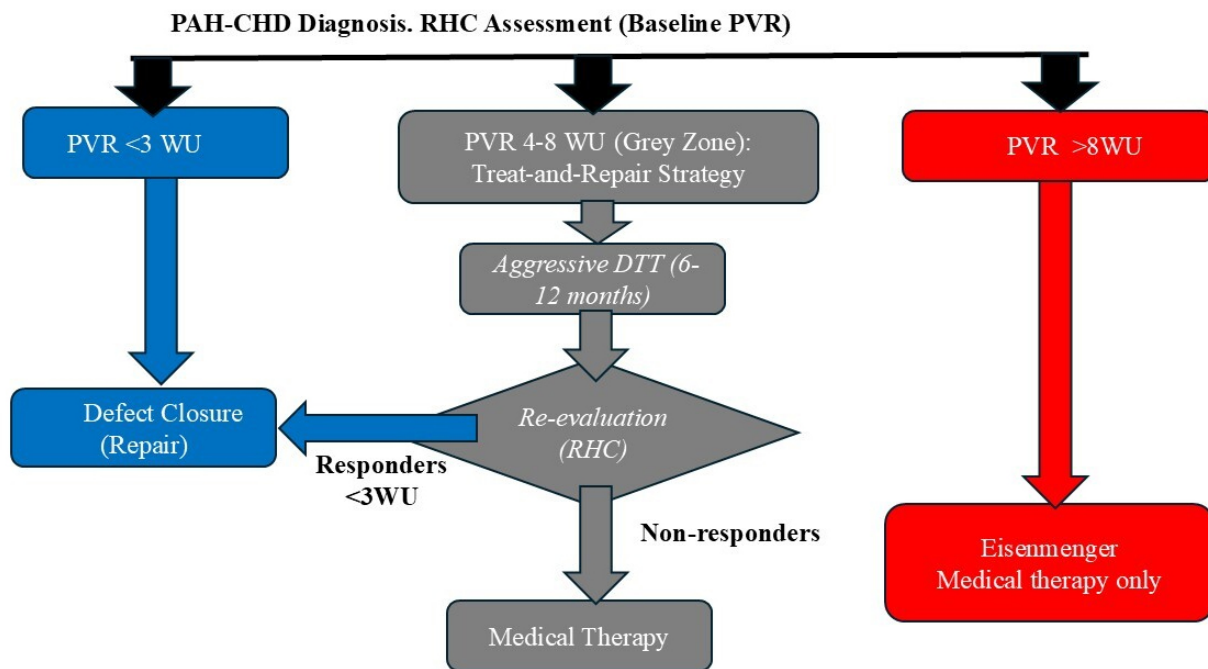 PAH-CHD Diagnosis. RHC Assessment (Baseline PVR)
PVR <3 WU
PVR 4-8 WU (Grey Zone):
Treat-and-Repair Strategy
PVR >8WU
Aggressive DTT (6-
12 months)
Re-evaluation
(RHC)
Defect Closure
(Repair)
Responders
<3WU
Non-responders
Eisenmenger
Medical therapy only
Medical Therapy